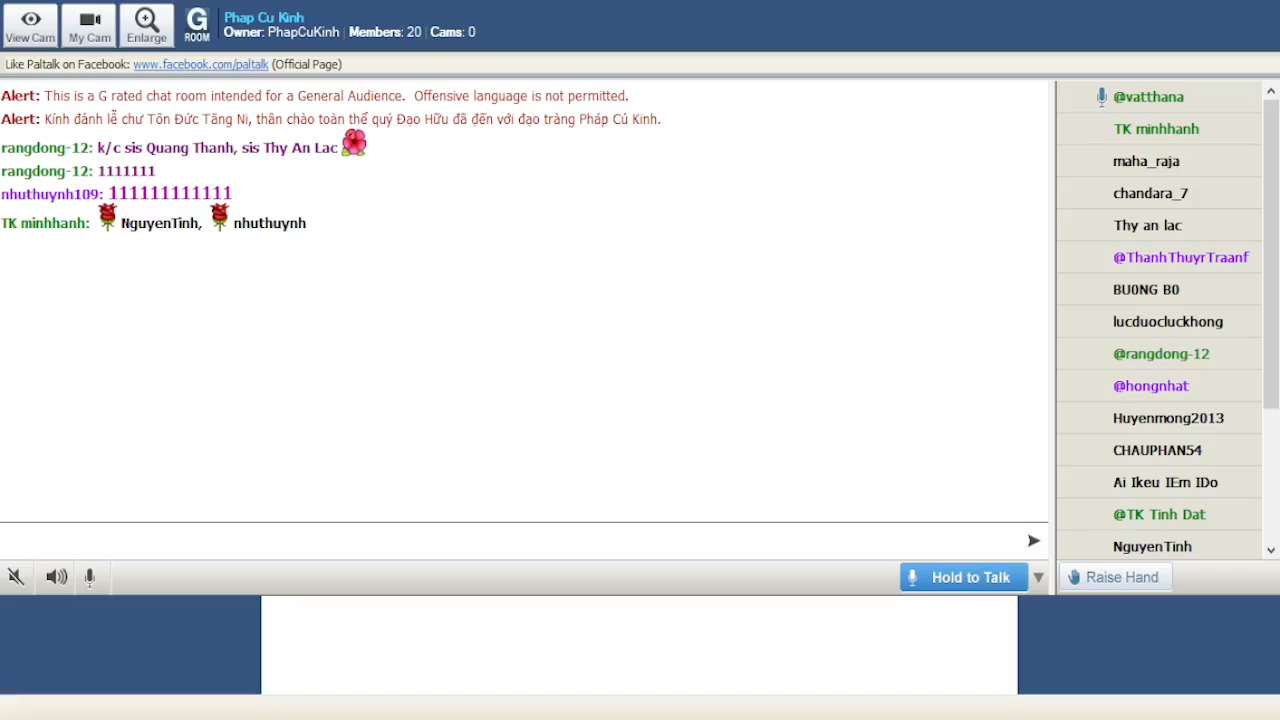 View Cam
My Cam
Enlarge
G
ROOM
Phap Cu Kinh
Owner: PhapCuKinh | Members: 20 | Cams: 0
Like Paltalk on Facebook: www.facebook.com/paltalk (Official Page)
Alert: This is a G rated chat room intended for a General Audience. Offensive language is not permitted.
Alert: Kính đảnh lễ chư Tôn Đức Tăng Ni, thân chào toàn thể quý Đạo Hữu đã đến với đạo tràng Pháp Cú Kinh.
rangdong-12: k/c sis Quang Thanh, sis Thy An Lac
rangdong-12: 1111111
nhuthuynh109: 111111111111
TK minhhanh: NguyenTinh, nhuthuynh
@vatthana
TK minhhanh
maha_raja
chandara_7
Thy an lac
@ThanhThuyrTraanf
BU0NG B0
lucduocluckhong
@rangdong-12
@hongnhat
Huyenmong2013
CHAUPHAN54
Ai Ikeu IEm IDo
@TK Tinh Dat
NguyenTinh
Hold to Talk
Raise Hand